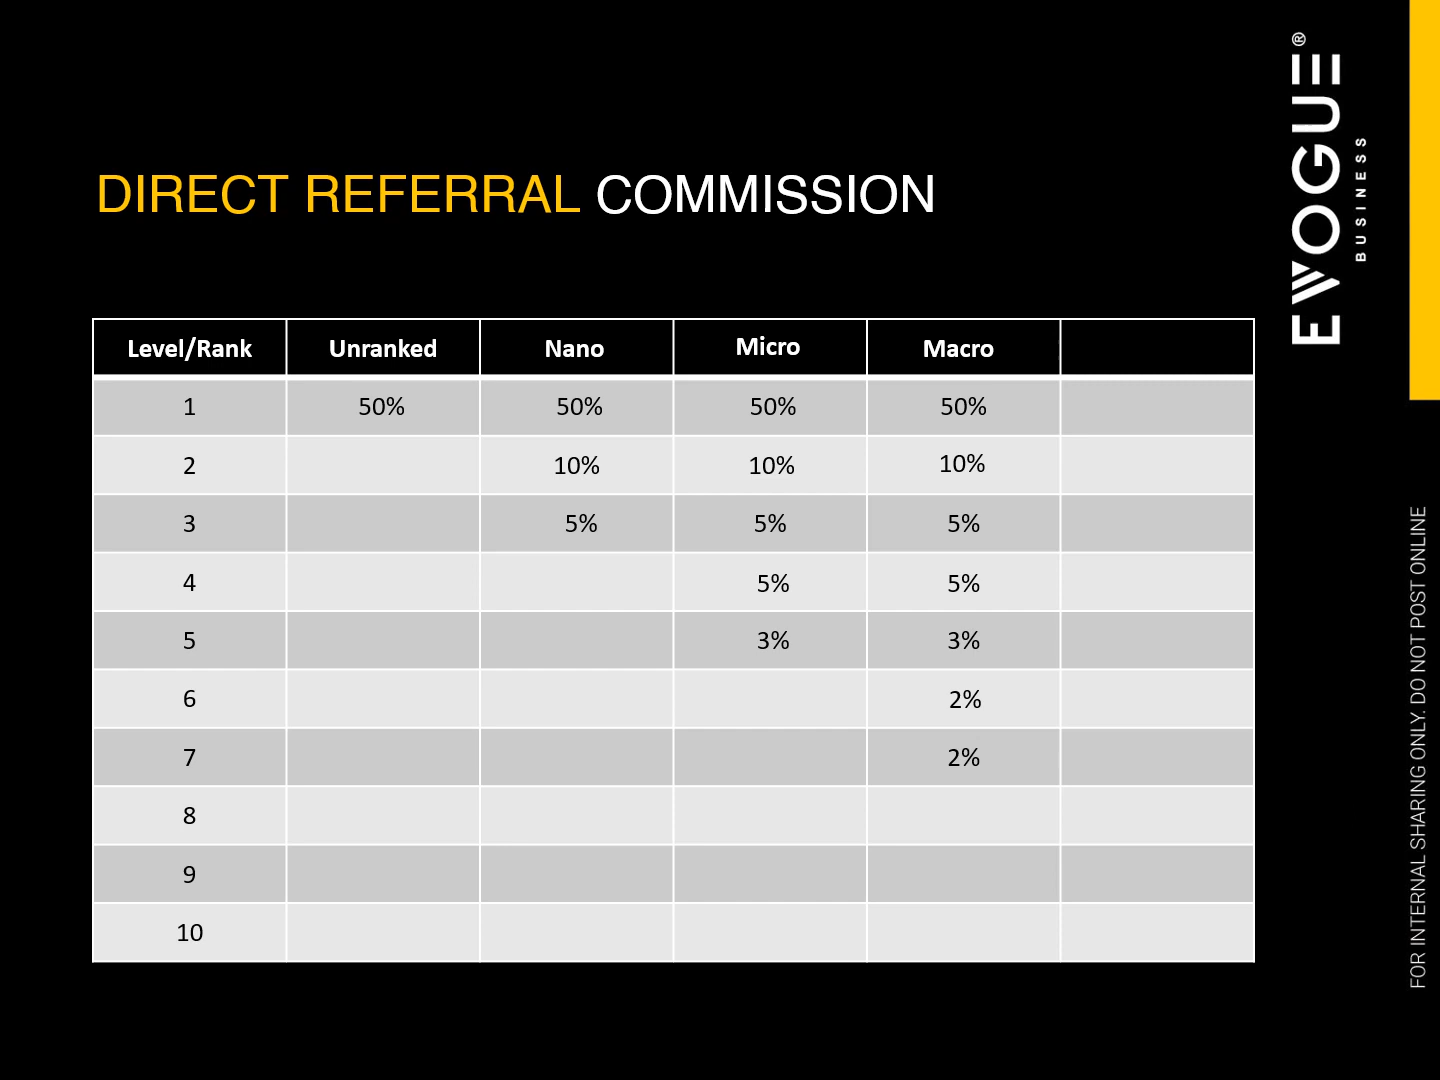 DIRECT REFERRAL COMMISSION
Level/Rank Unranked Nano Micro Macro
1 50% 50% 50% 50%
2 10% 10% 10%
3 5% 5% 5%
4 5% 5%
5 3% 3%
6 2%
7 2%
8
9
10
EVOGUE®
BUSINESS
FOR INTERNAL SHARING ONLY. DO NOT POST ONLINE